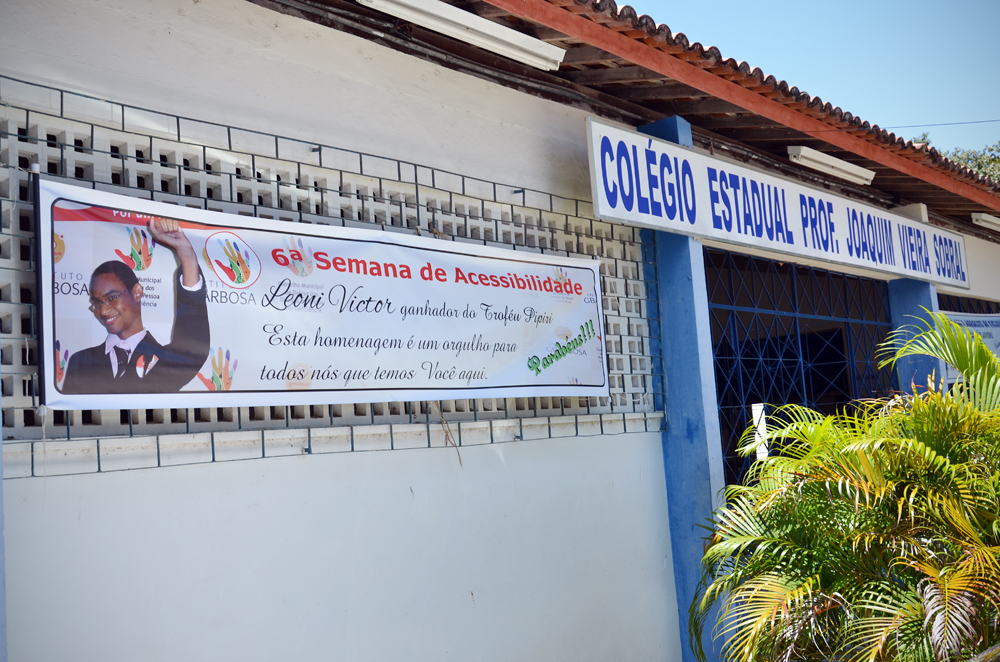 6ª Semana de Acessibilidade
Leoni Victor ganhador do Troféu Pipiri
Esta homenagem é um orgulho para
todos nós que temos Você aqui.
Parabéns!!!
COLÉGIO ESTADUAL PROF. JOAQUIM VIEIRA SOBRAL
BARBOSA